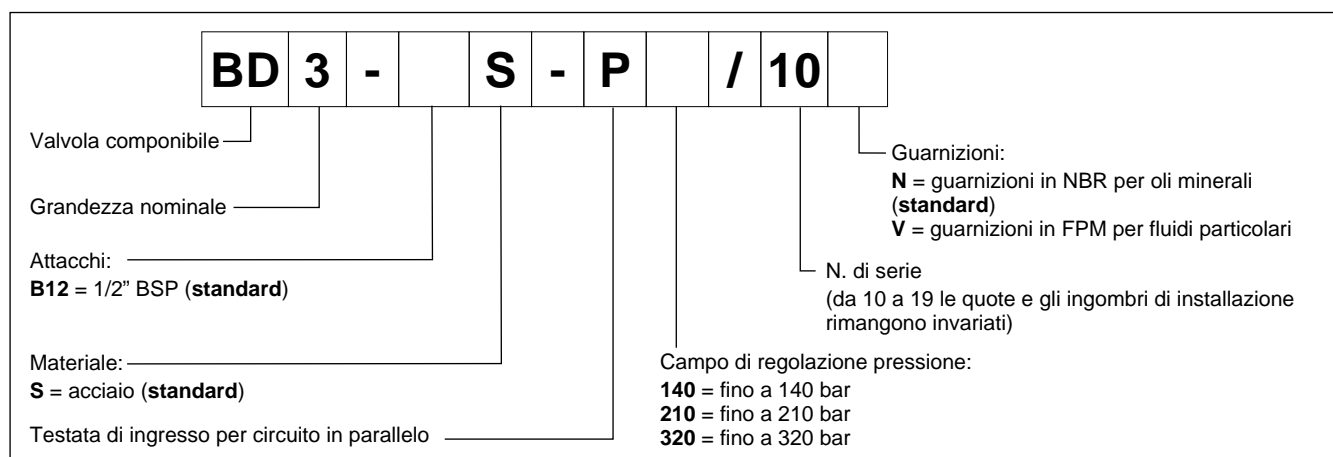 BD 3 - S - P / 10
Valvola componibile
Grandezza nominale
Attacchi:
B12 = 1/2” BSP (standard)
Materiale:
S = acciaio (standard)
Testata di ingresso per circuito in parallelo
Guarnizioni:
N = guarnizioni in NBR per oli minerali
(standard)
V = guarnizioni in FPM per fluidi particolari
N. di serie
(da 10 a 19 le quote e gli ingombri di installazione
rimangono invariati)
Campo di regolazione pressione:
140 = fino a 140 bar
210 = fino a 210 bar
320 = fino a 320 bar